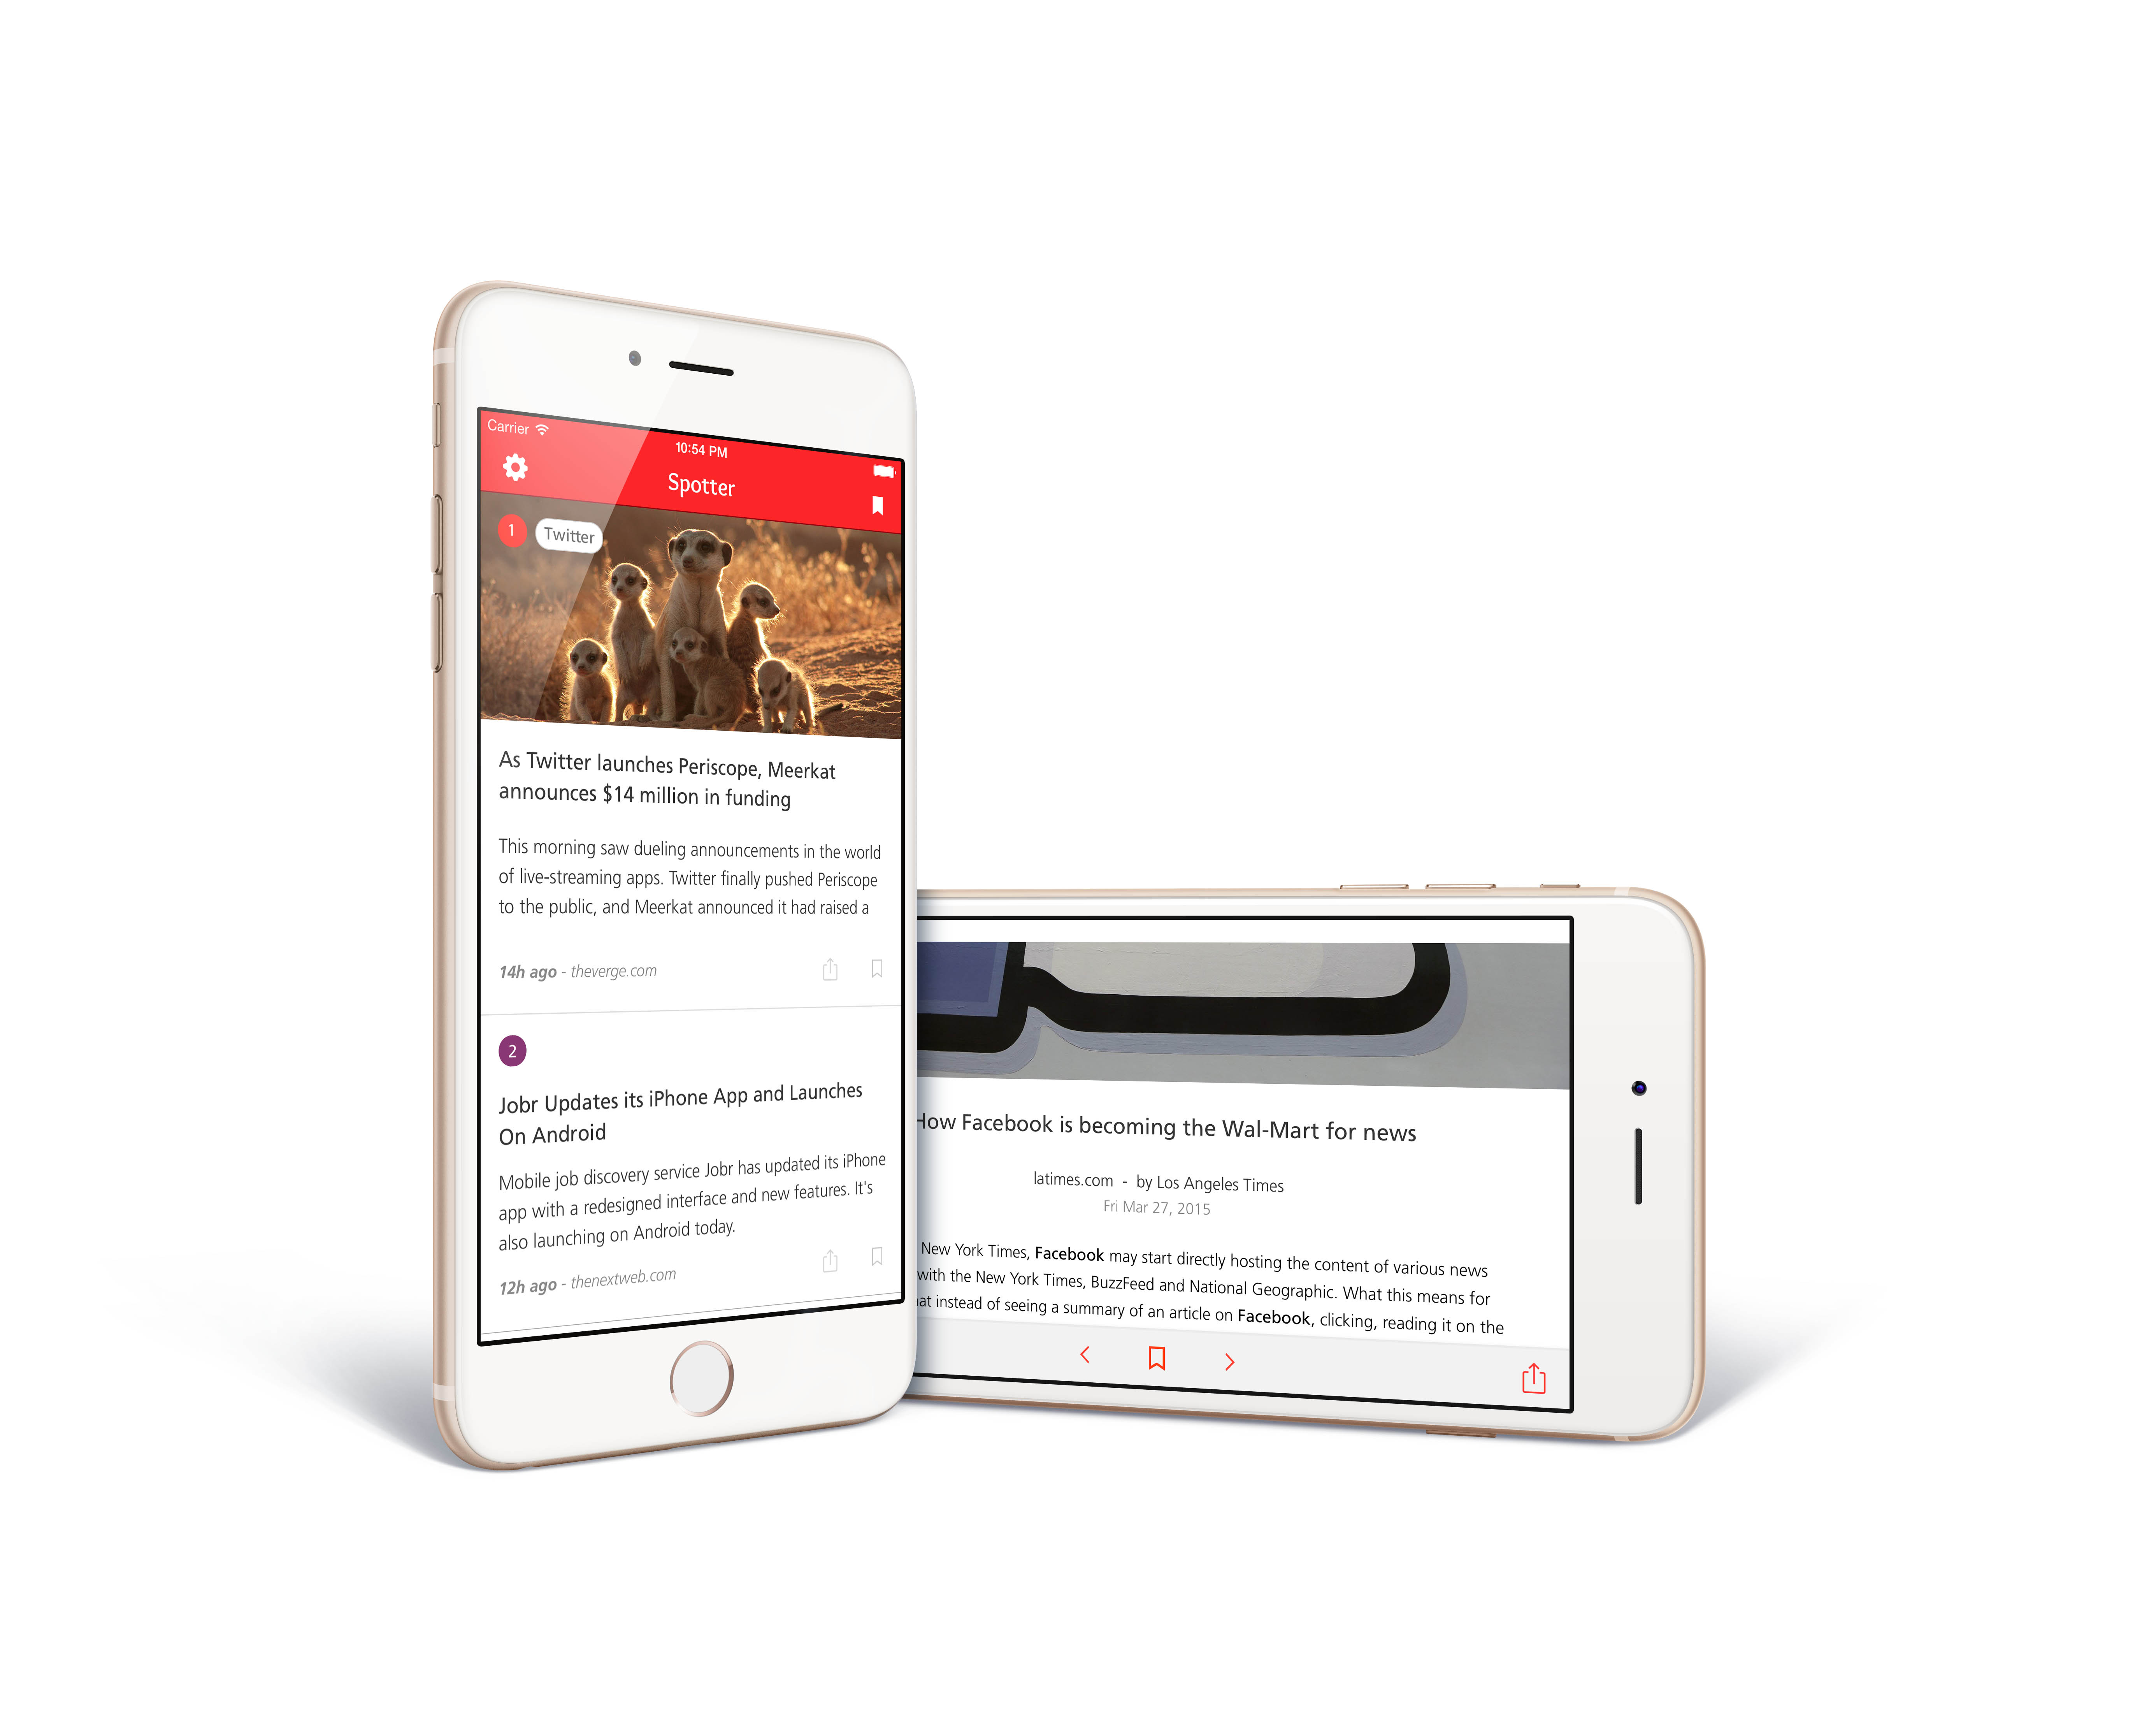 Carrier
10:54 PM
Spotter
1 Twitter
As Twitter launches Periscope, Meerkat
announces $14 million in funding
This morning saw dueling announcements in the world
of live-streaming apps. Twitter finally pushed Periscope
to the public, and Meerkat announced it had raised a
14h ago - theverge.com
2
Jobr Updates its iPhone App and Launches
On Android
Mobile job discovery service Jobr has updated its iPhone
app with a redesigned interface and new features. It's
also launching on Android today.
12h ago - thenextweb.com
How Facebook is becoming the Wal-Mart for news
latimes.com - by Los Angeles Times
Fri Mar 27, 2015
New York Times, Facebook may start directly hosting the content of various news
with the New York Times, BuzzFeed and National Geographic. What this means for
instead of seeing a summary of an article on Facebook, clicking, reading it on the